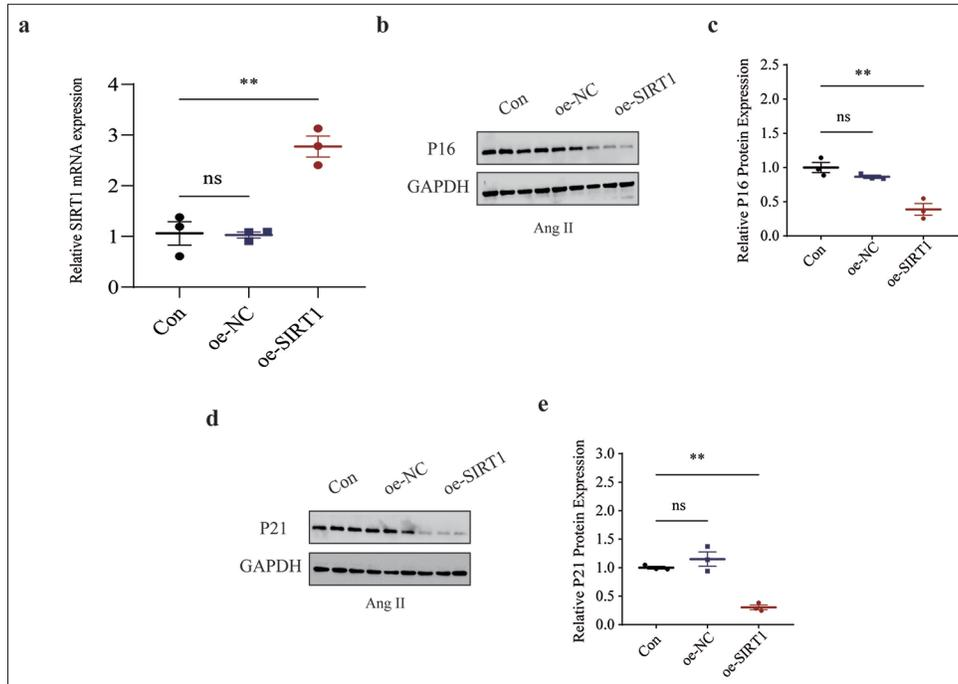 a
Relative SIRT1 mRNA expression
4
3
2
1
0
**
ns
Con
oe-NC
oe-SIRT1
b
Con
oe-NC
oe-SIRT1
P16
GAPDH
Ang II
c
Relative P16 Protein Expression
2.5
2.0
1.5
1.0
0.5
0.0
**
ns
Con
oe-NC
oe-SIRT1
d
Con
oe-NC
oe-SIRT1
P21
GAPDH
Ang II
e
Relative P21 Protein Expression
3.0
2.5
2.0
1.5
1.0
0.5
0.0
**
ns
Con
oe-NC
oe-SIRT1